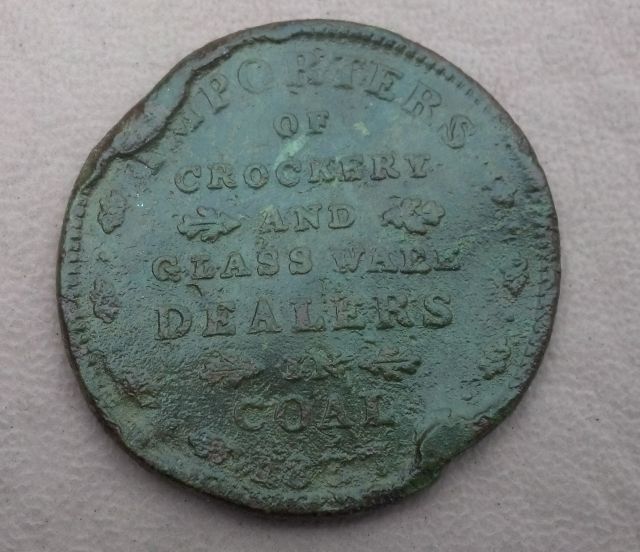 IMPORTERS
OF
CROCKERY
AND
GLASS WARE
DEALERS
IN
COAL